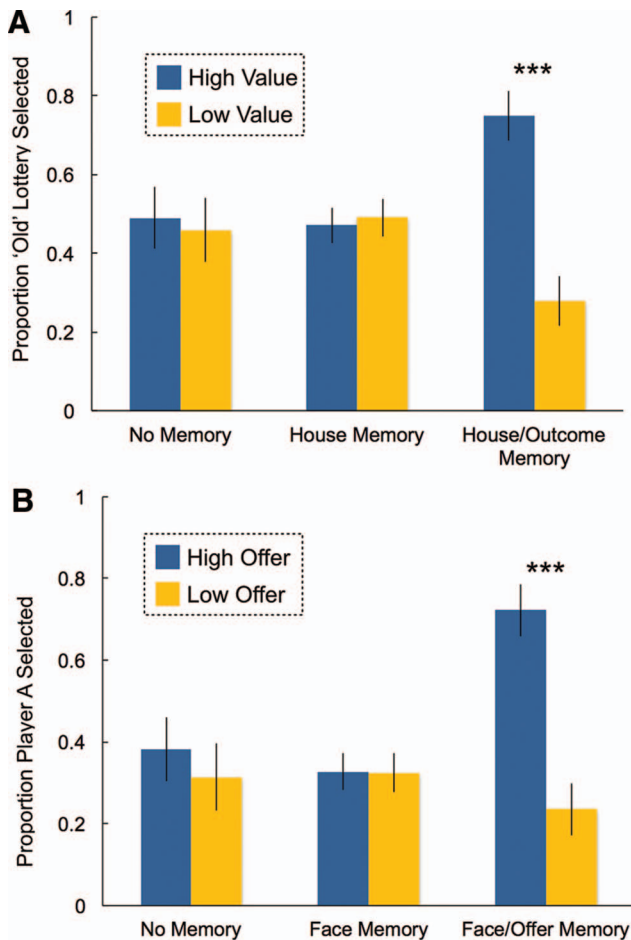 A
1
0.8
0.6
0.4
0.2
0
Proportion 'Old' Lottery Selected
High Value
Low Value
***
No Memory
House Memory
House/Outcome
Memory
B
1
0.8
0.6
0.4
0.2
0
Proportion Player A Selected
High Offer
Low Offer
***
No Memory
Face Memory
Face/Offer Memory